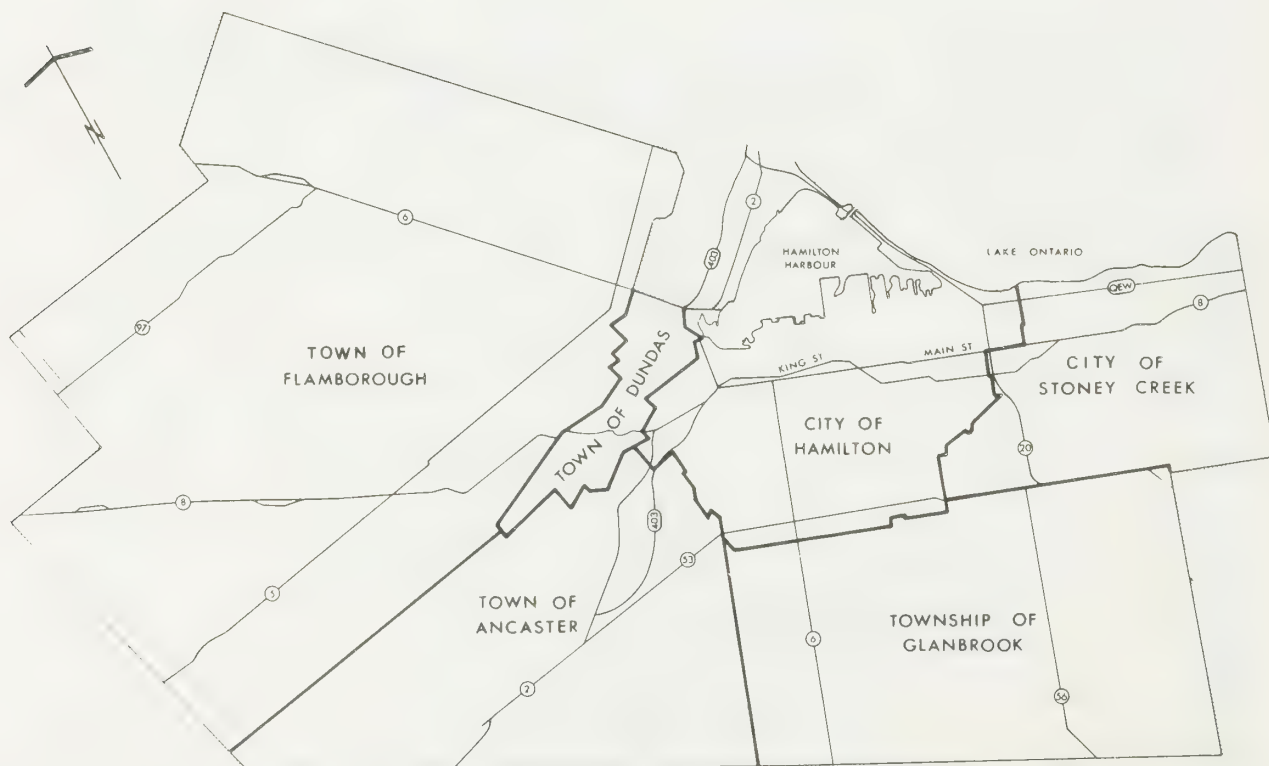 N
6
2
403
HAMILTON
HARBOUR
LAKE ONTARIO
QEW
8
97
TOWN OF
FLAMBOROUGH
TOWN OF DUNDAS
KING ST
MAIN ST
CITY OF
STONEY CREEK
CITY OF
HAMILTON
20
8
403
53
5
TOWN OF
ANCASTER
TOWNSHIP OF
GLANBROOK
6
2
56